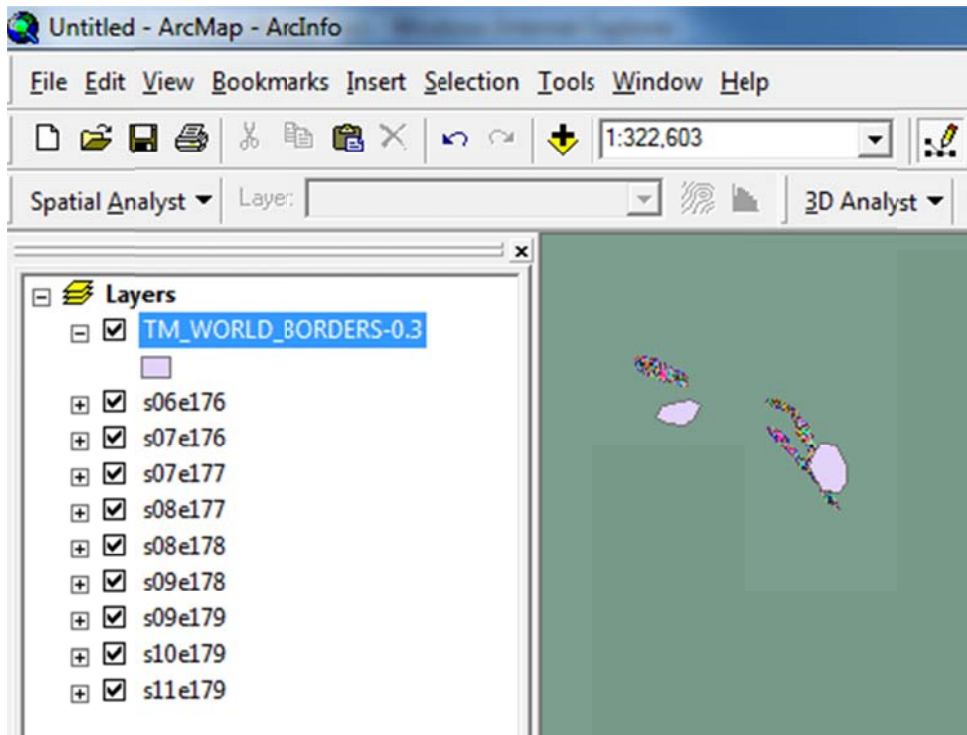 Untitled - ArcMap - ArcInfo
File Edit View Bookmarks Insert Selection Tools Window Help
1:322,603
Spatial Analyst Layer: 3D Analyst
Layers
TM_WORLD_BORDERS-0.3
s06e176
s07e176
s07e177
s08e177
s08e178
s09e178
s09e179
s10e179
s11e179